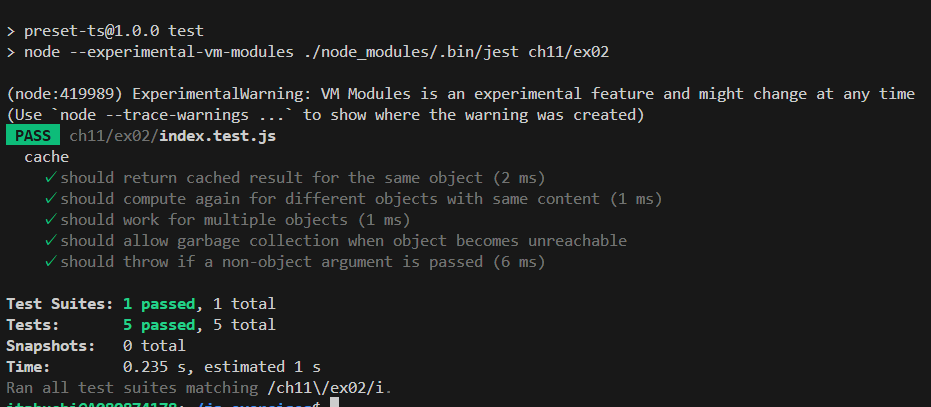 > preset-ts@1.0.0 test
> node --experimental-vm-modules ./node_modules/.bin/jest ch11/ex02
(node:419989) ExperimentalWarning: VM Modules is an experimental feature and might change at any time
(Use `node --trace-warnings ...` to show where the warning was created)
PASS ch11/ex02/index.test.js
cache
✓ should return cached result for the same object (2 ms)
✓ should compute again for different objects with same content (1 ms)
✓ should work for multiple objects (1 ms)
✓ should allow garbage collection when object becomes unreachable
✓ should throw if a non-object argument is passed (6 ms)
Test Suites: 1 passed, 1 total
Tests: 5 passed, 5 total
Snapshots: 0 total
Time: 0.235 s, estimated 1 s
Ran all test suites matching /ch11\/ex02/i.